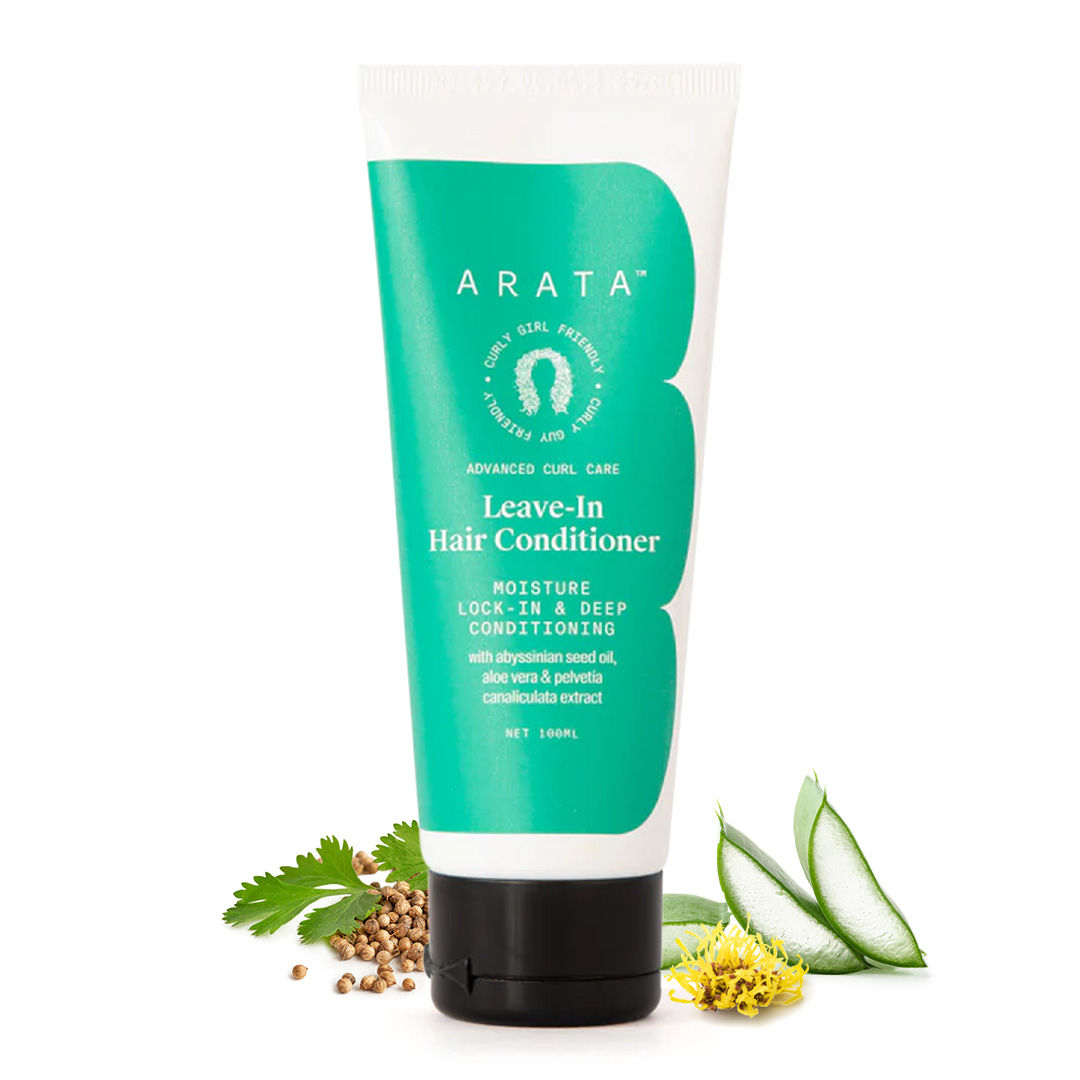 ARATA™
CURLY GIRL FRIENDLY • CURLY GUY FRIENDLY •
ADVANCED CURL CARE
Leave-In
Hair Conditioner
MOISTURE
LOCK-IN & DEEP
CONDITIONING
with abyssinian seed oil,
aloe vera & pelvetia
canaliculata extract
NET 100ML